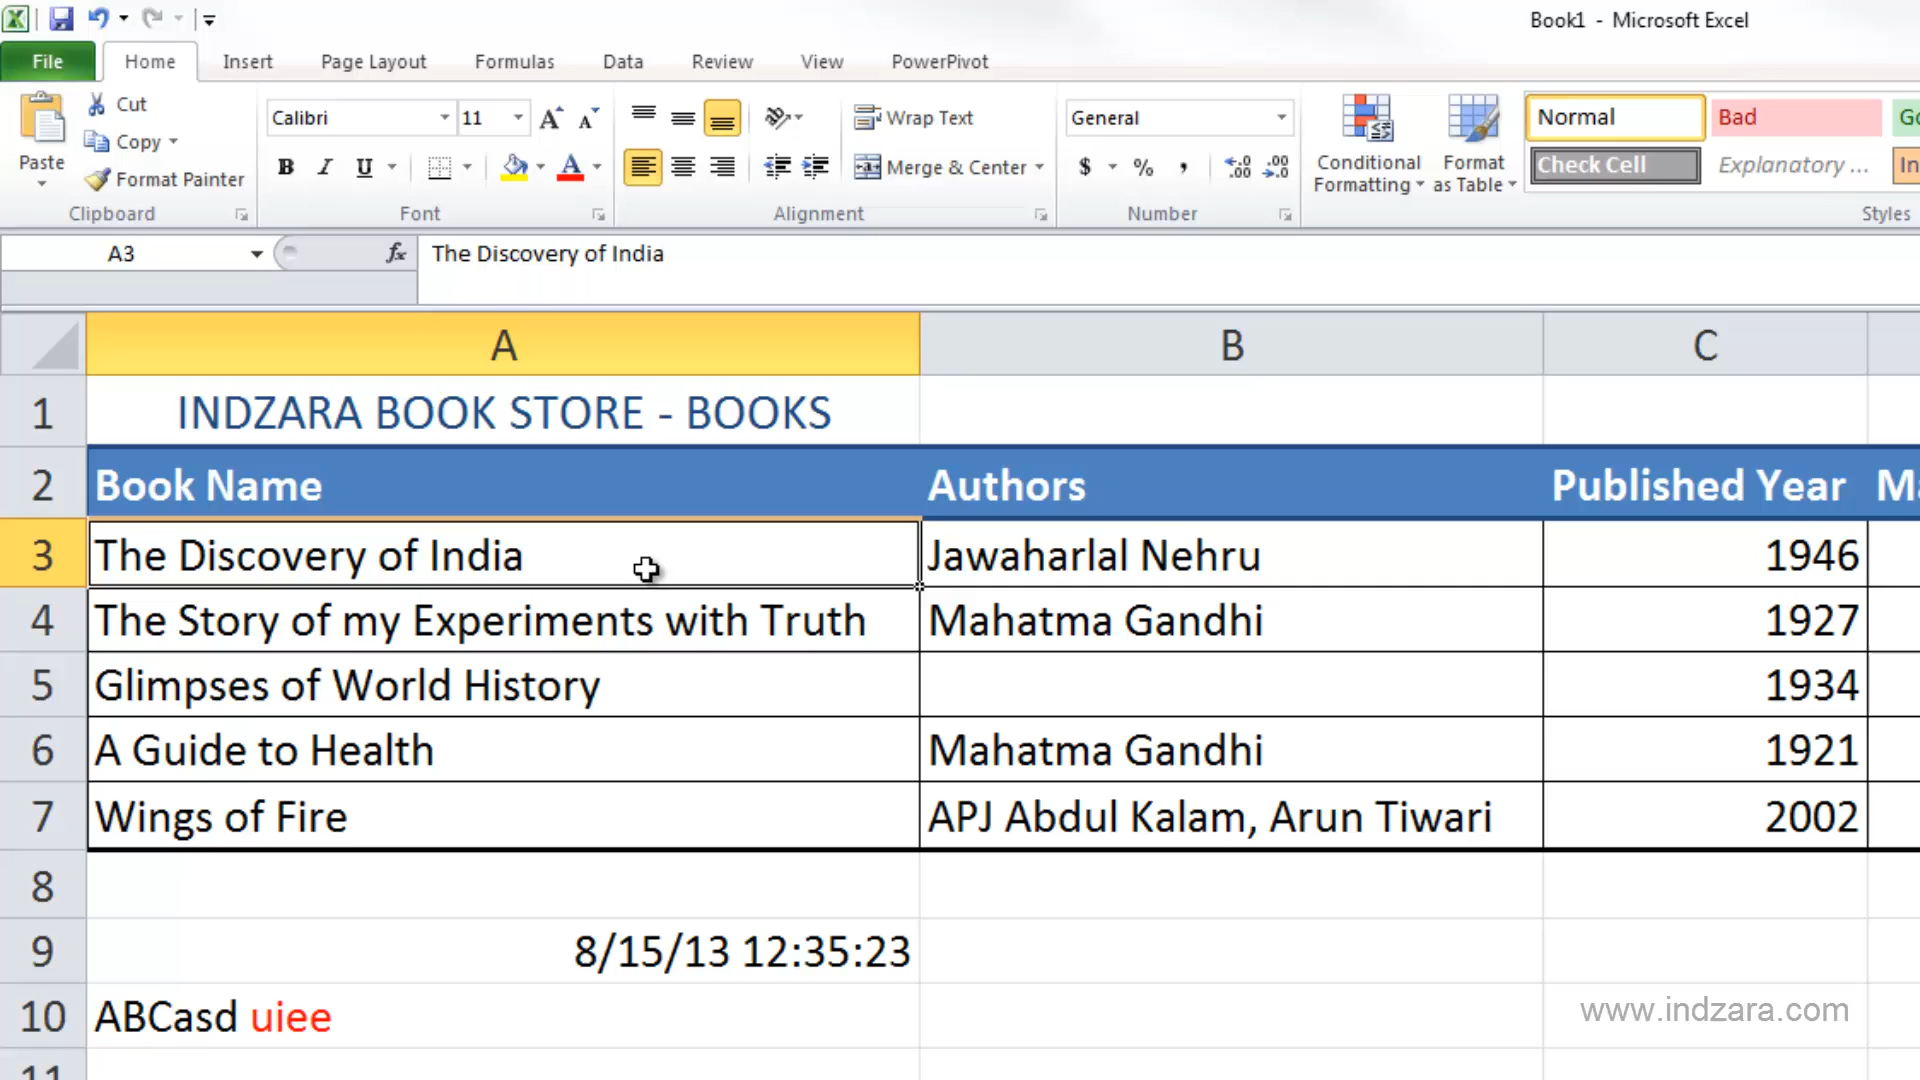 Book1 - Microsoft Excel
File Home Insert Page Layout Formulas Data Review View PowerPivot
Paste
Cut
Copy
Format Painter
Clipboard
Calibri 11
B I U A
Font
Alignment
Wrap Text
Merge & Center
General
$ % ,
Number
Conditional Formatting
Format as Table
Normal Bad
Check Cell Explanatory ...
Styles
A3 fx The Discovery of India
A B C
1 INDZARA BOOK STORE - BOOKS
2 Book Name Authors Published Year
3 The Discovery of India Jawaharlal Nehru 1946
4 The Story of my Experiments with Truth Mahatma Gandhi 1927
5 Glimpses of World History 1934
6 A Guide to Health Mahatma Gandhi 1921
7 Wings of Fire APJ Abdul Kalam, Arun Tiwari 2002
8
9 8/15/13 12:35:23
10 ABCasd uiee
11
www.indzara.com